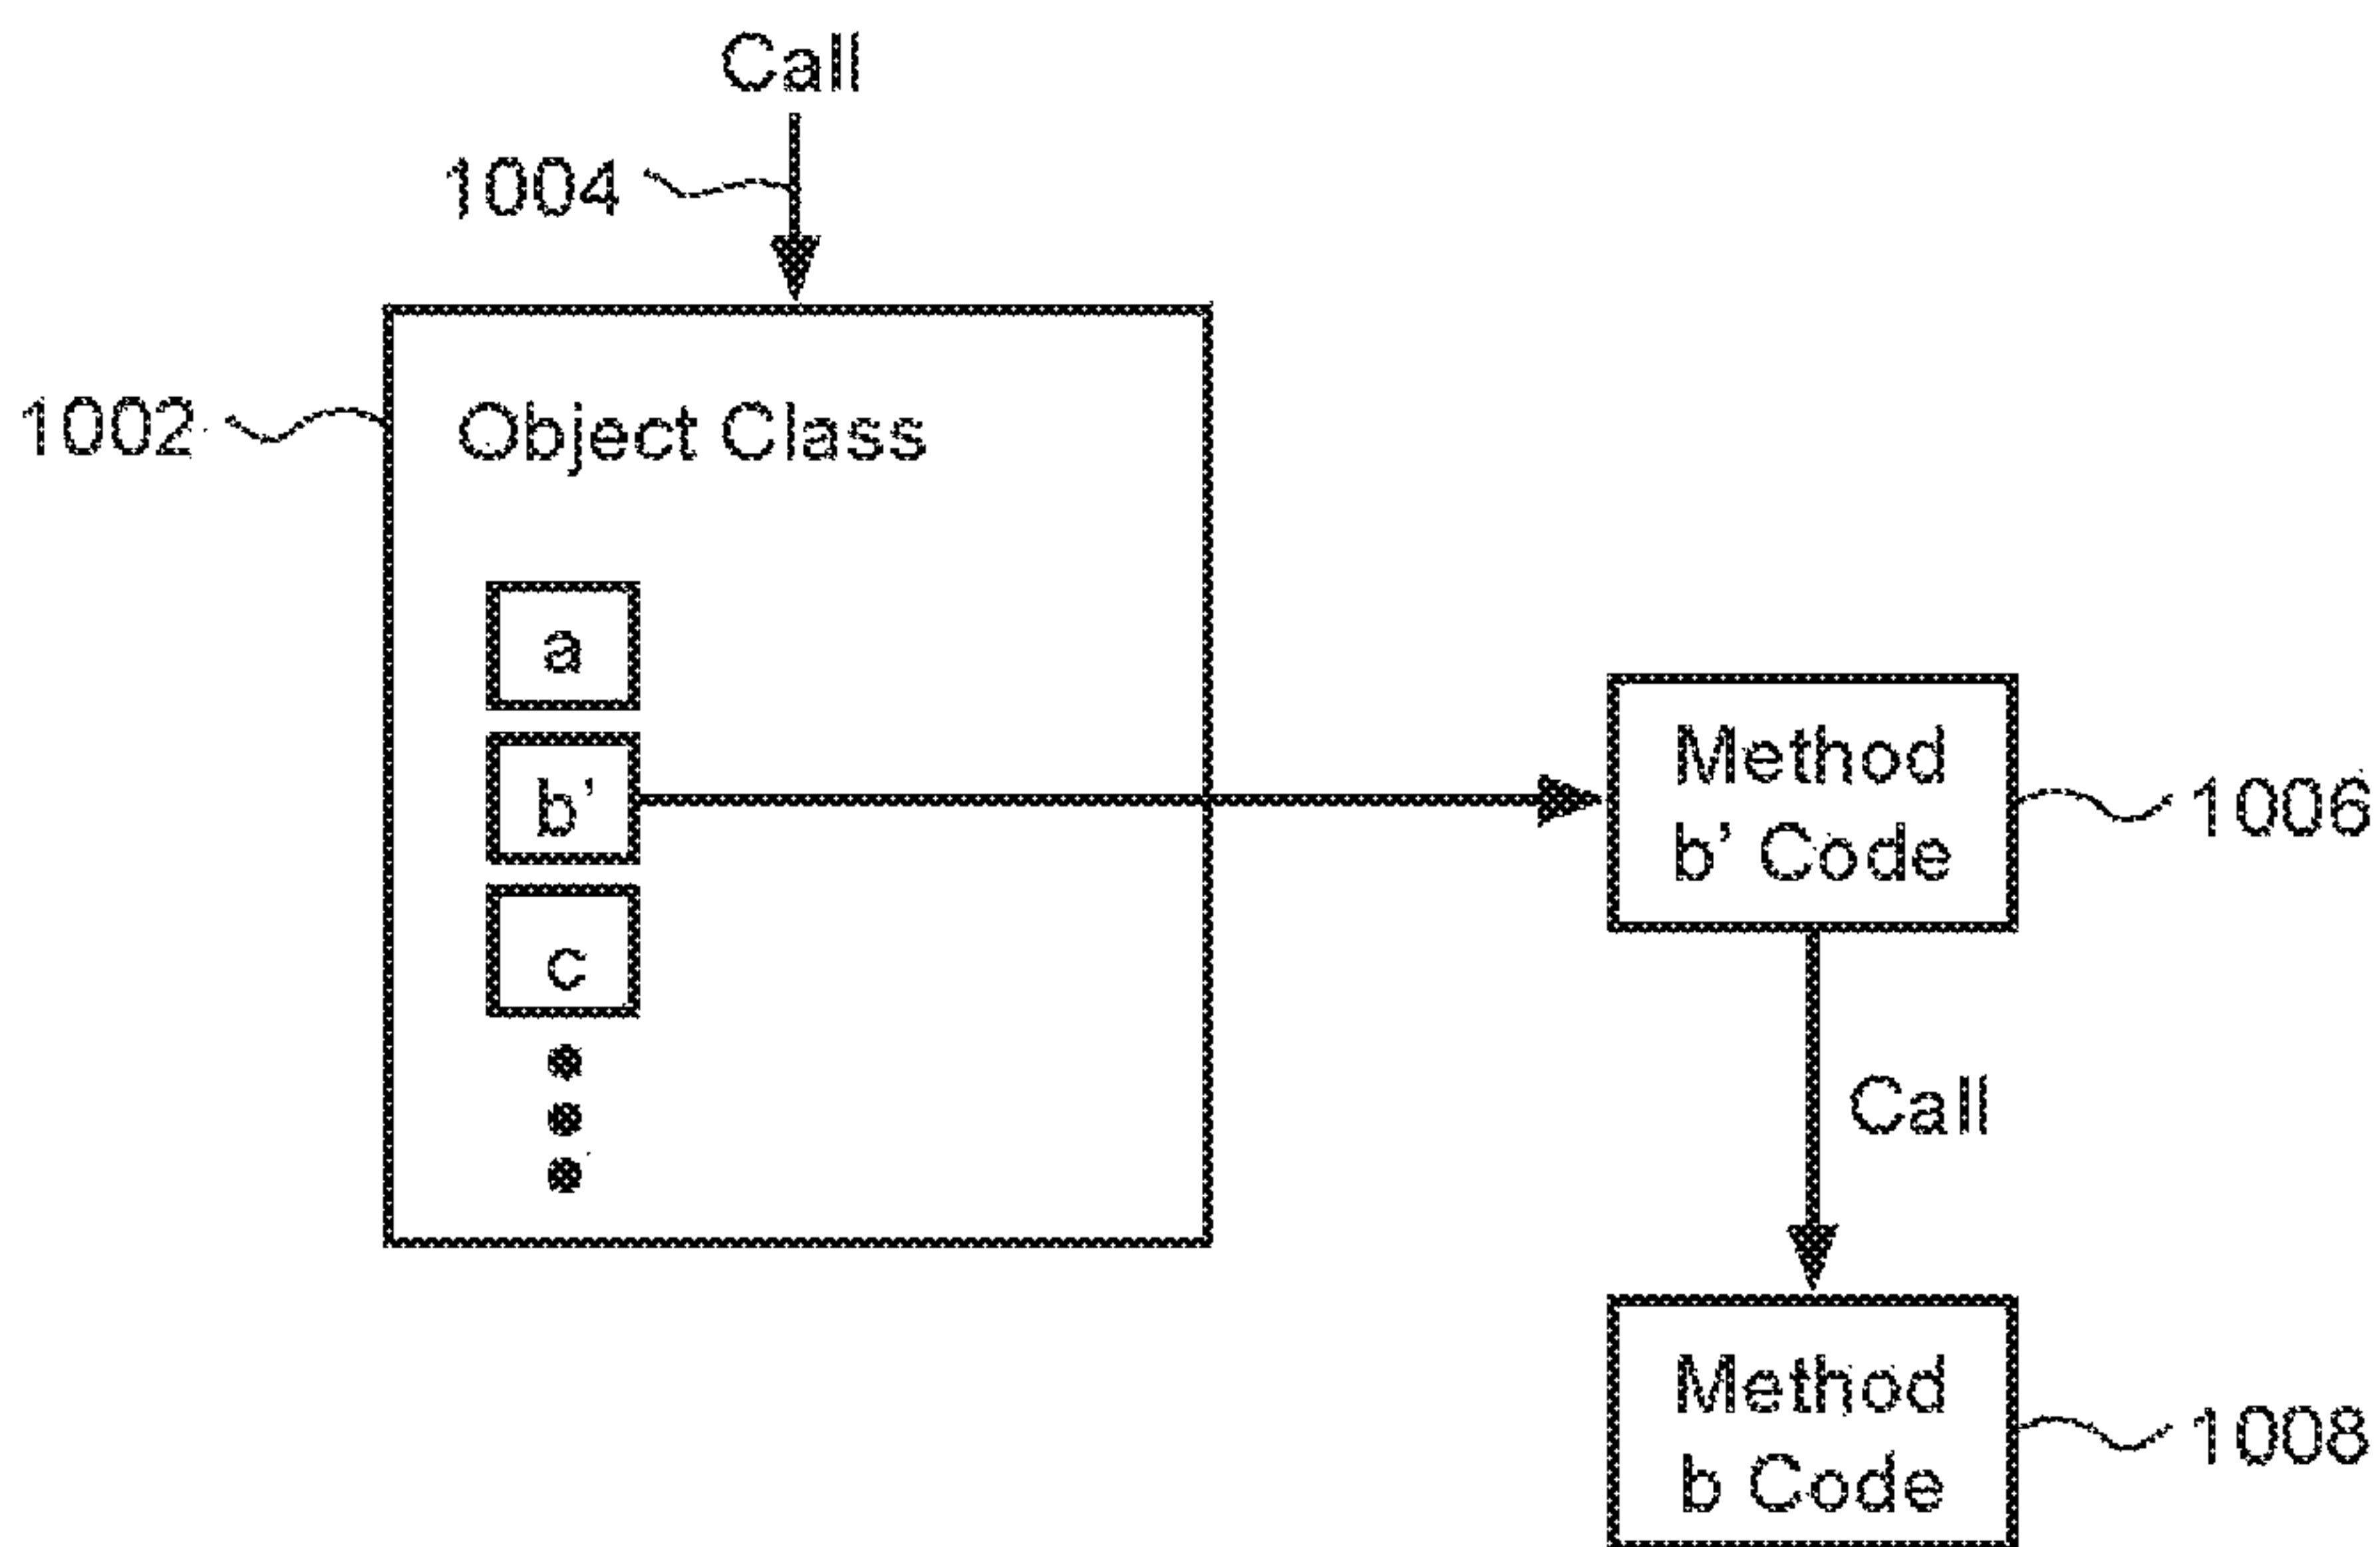 Call
1004
1002
Object Class
a
b'
c
Method
b' Code
1006
Call
Method
b Code
1008